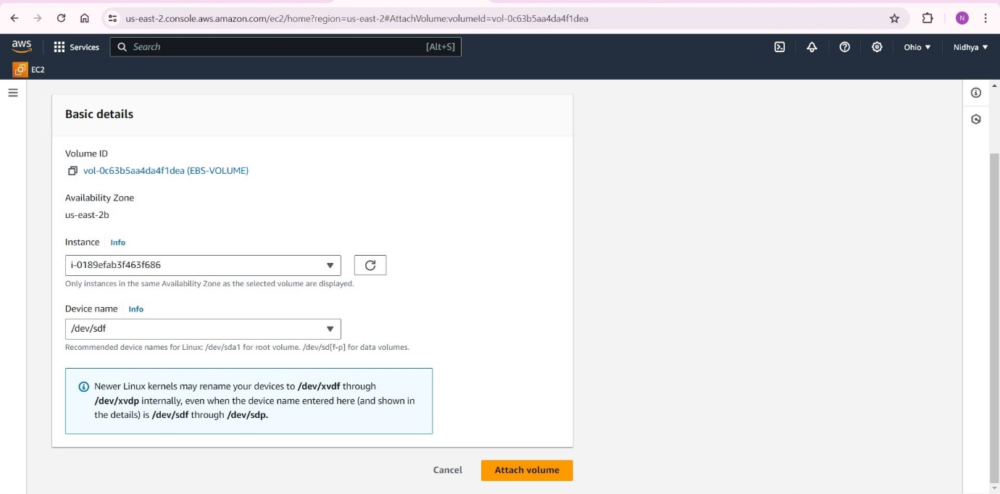 us-east-2.console.aws.amazon.com/ec2/home?region=us-east-2#AttachVolume:volumeId=vol-0c63b5aa4da4f1dea
N
aws
Services
Search
[Alt+S]
Ohio
Nidhya
EC2
Basic details
Volume ID
vol-0c63b5aa4da4f1dea (EBS-VOLUME)
Availability Zone
us-east-2b
Instance
Info
i-0189efab3f463f686
Only instances in the same Availability Zone as the selected volume are displayed.
Device name
Info
/dev/sdf
Recommended device names for Linux: /dev/sda1 for root volume. /dev/sd[f-p] for data volumes.
Newer Linux kernels may rename your devices to /dev/xvdf through
/dev/xvdp internally, even when the device name entered here (and shown in
the details) is /dev/sdf through /dev/sdp.
Cancel
Attach volume